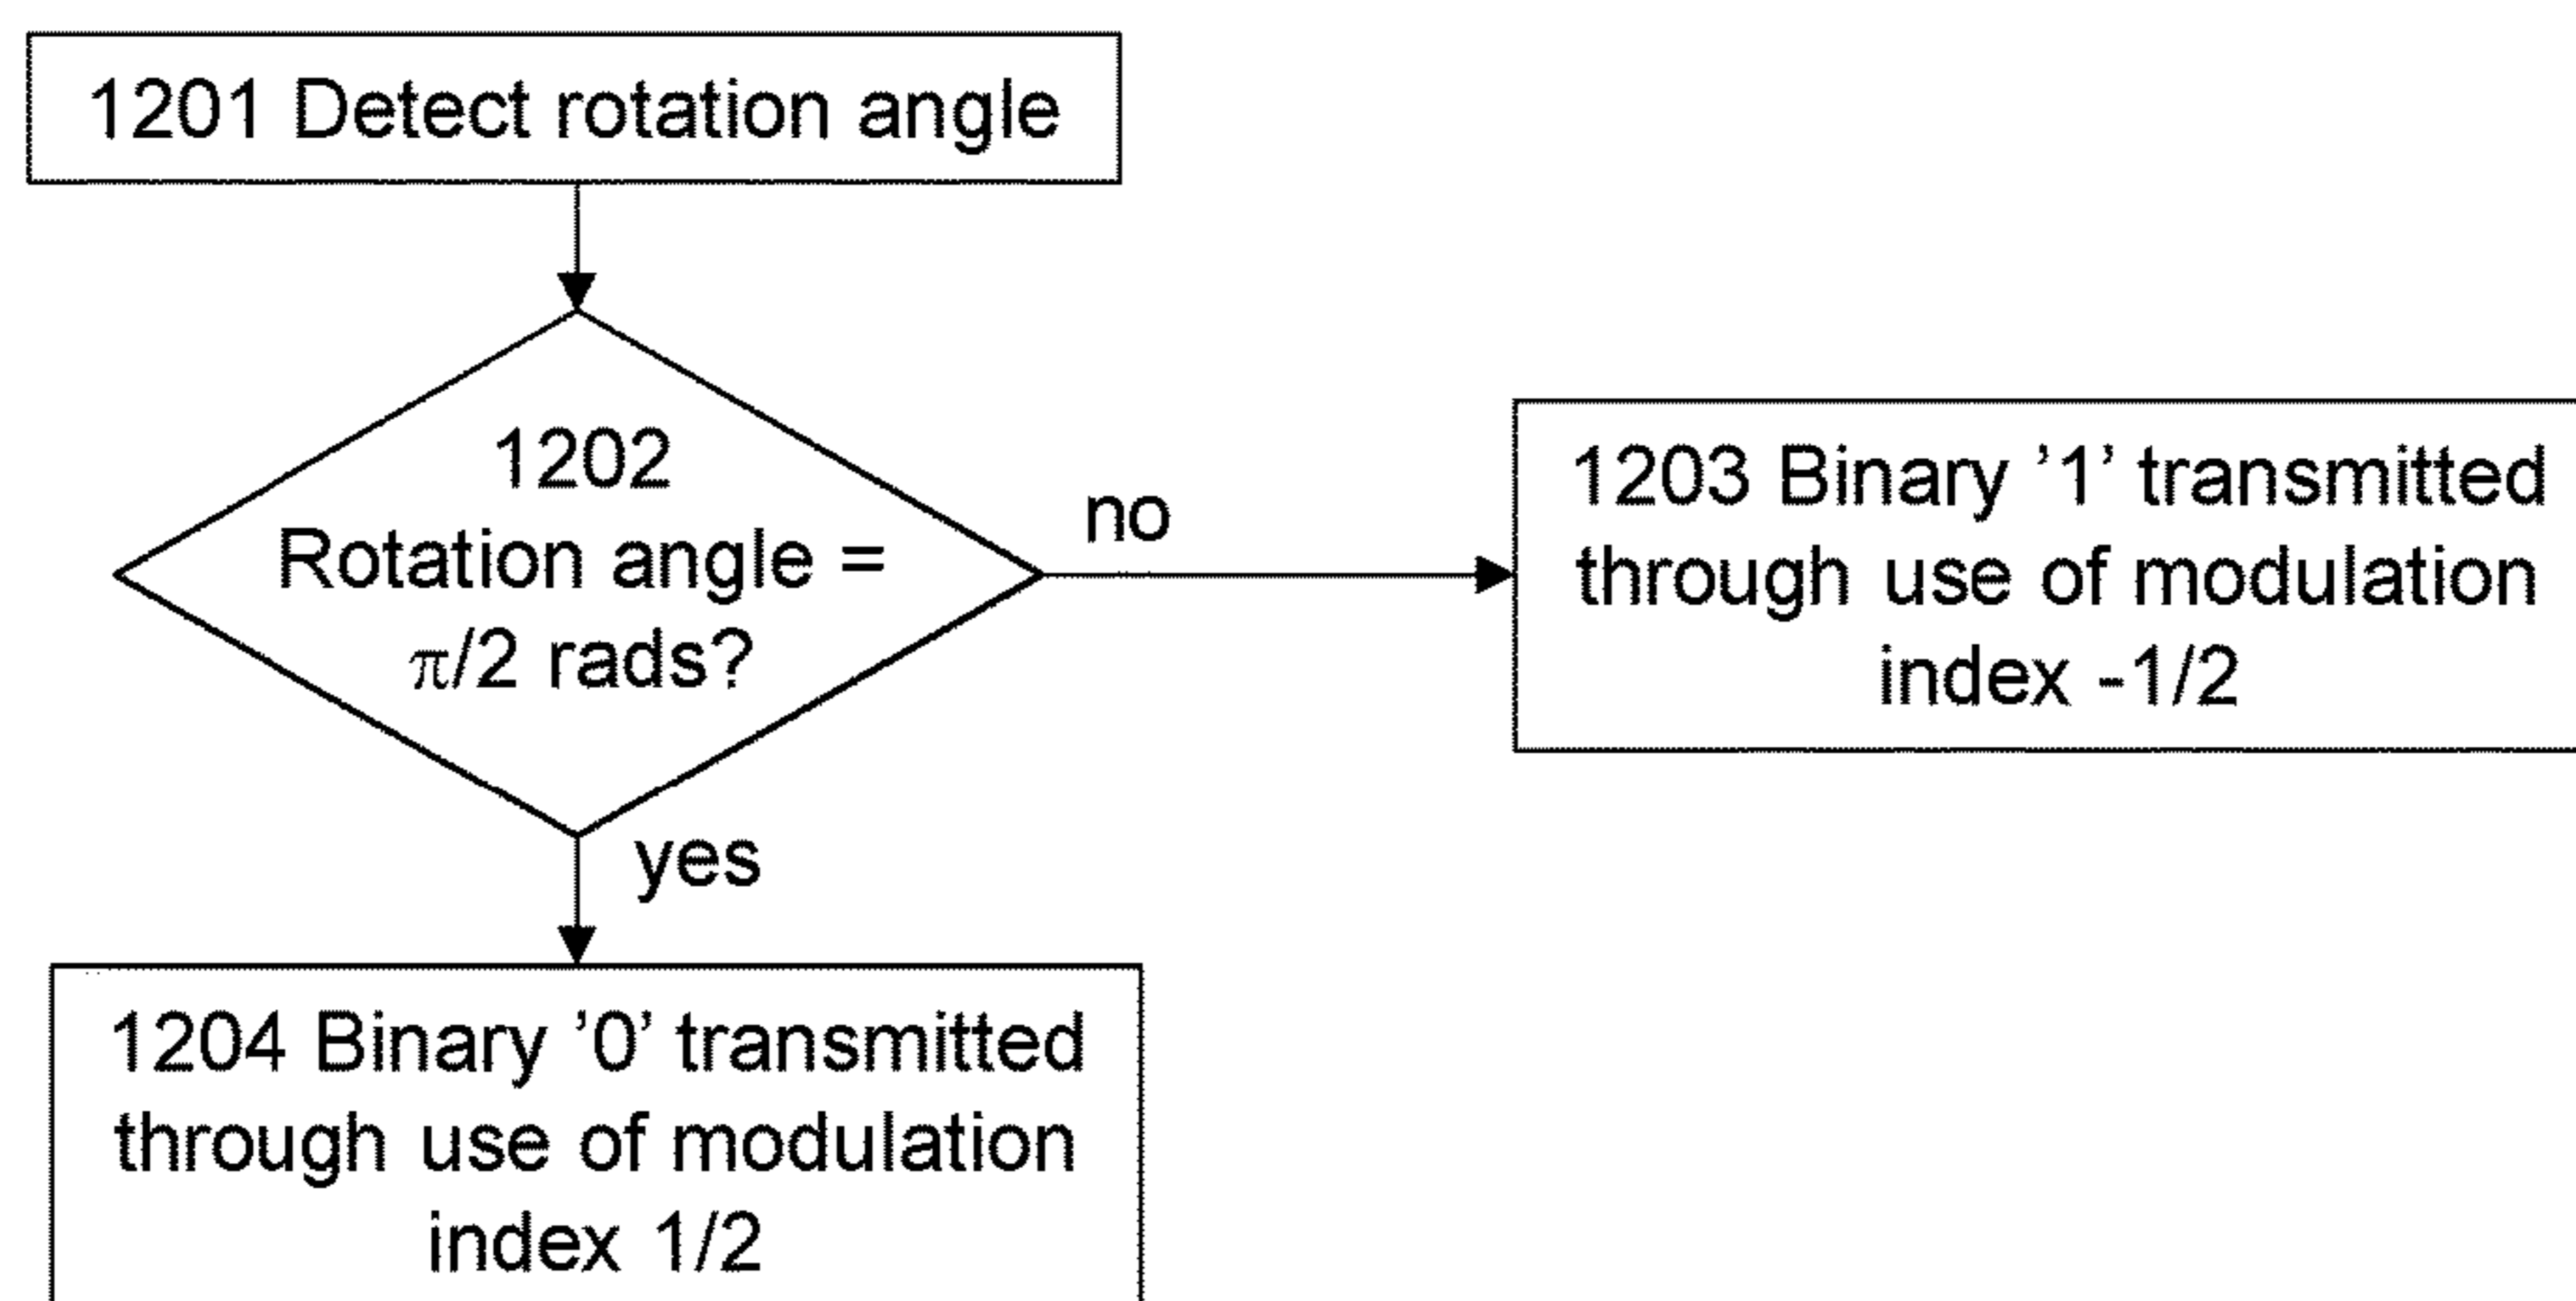 1201 Detect rotation angle
1202
Rotation angle =
π/2 rads?
no
1203 Binary ’1’ transmitted
through use of modulation
index -1/2
yes
1204 Binary ’0’ transmitted
through use of modulation
index 1/2